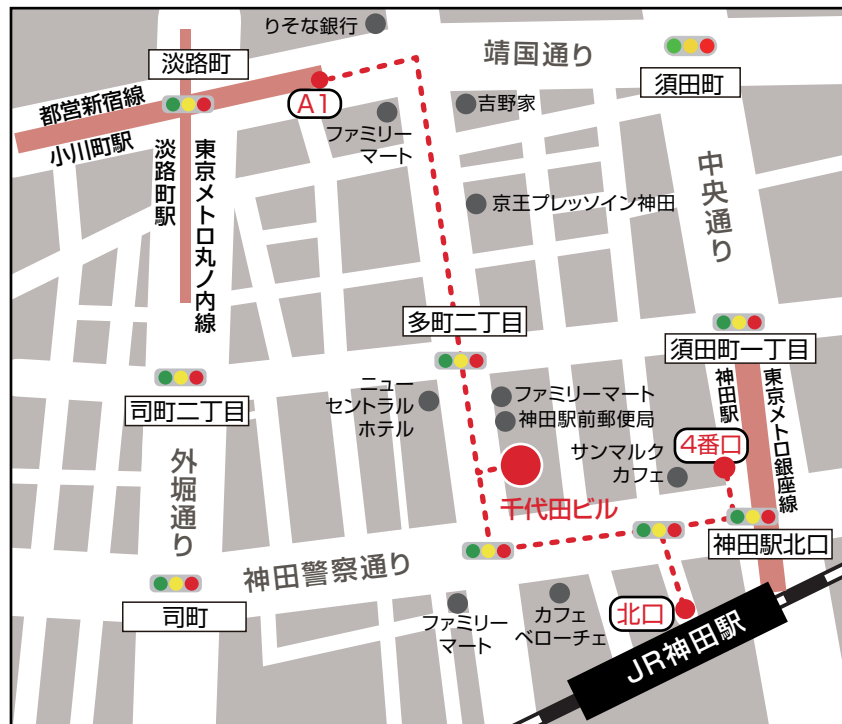 りそな銀行
淡路町
靖国通り
須田町
都営新宿線
小川町駅
A1
ファミリー
マート
吉野家
淡路町駅
東京メトロ丸ノ内線
中央通り
京王プレッソイン神田
多町二丁目
須田町一丁目
司町二丁目
ニュー
セントラル
ホテル
ファミリーマート
神田駅前郵便局
神田駅
東京メトロ銀座線
サンマルク
カフェ
4番口
外堀通り
千代田ビル
神田警察通り
神田駅北口
司町
ファミリー
マート
カフェ
ベローチェ
北口
JR神田駅